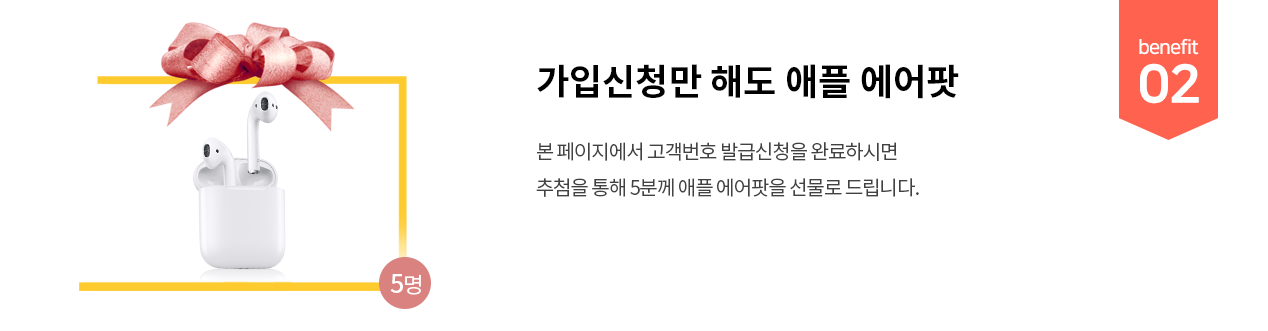 가입신청만 해도 애플 에어팟
본 페이지에서 고객번호 발급신청을 완료하시면
추첨을 통해 5분께 애플 에어팟을 선물로 드립니다.
benefit
02
5명